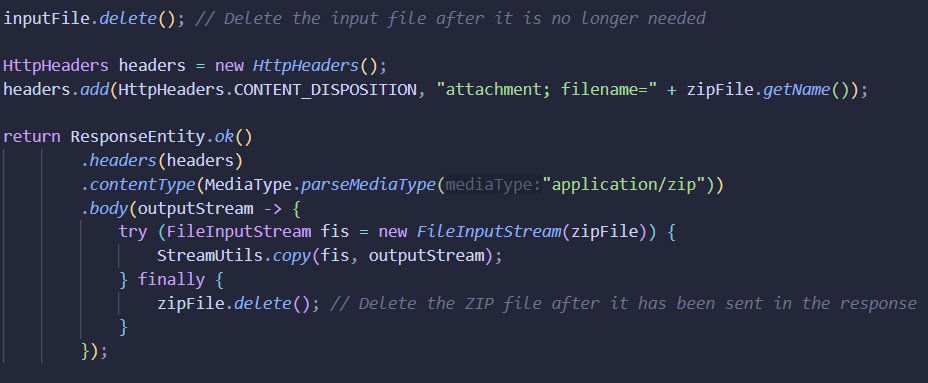 inputFile.delete(); // Delete the input file after it is no longer needed
HttpHeaders headers = new HttpHeaders();
headers.add(HttpHeaders.CONTENT_DISPOSITION, "attachment; filename=" + zipFile.getName());
return ResponseEntity.ok()
.headers(headers)
.contentType(MediaType.parseMediaType(mediaType:"application/zip"))
.body(outputStream -> {
try (FileInputStream fis = new FileInputStream(zipFile)) {
StreamUtils.copy(fis, outputStream);
} finally {
zipFile.delete(); // Delete the ZIP file after it has been sent in the response
}
});